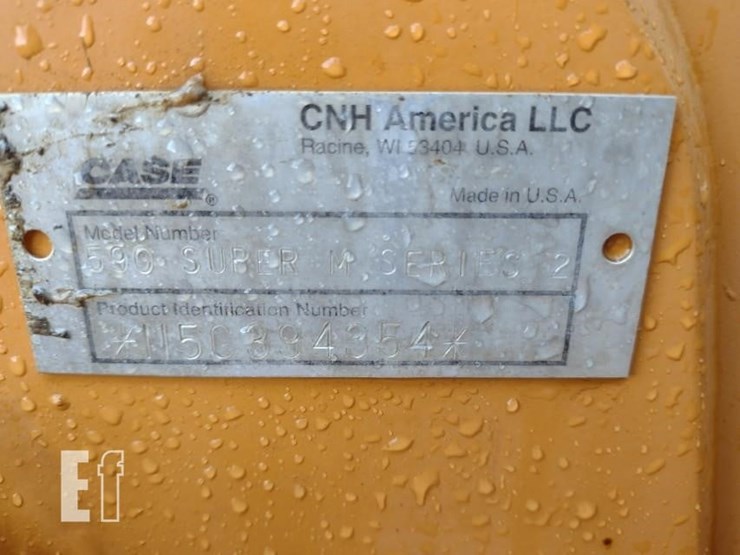 CNH America LLC
Racine, WI 53404 U.S.A.
CASE
®
Made in U.S.A.
Model Number
590 SUPER M SERIES 2
Product Identification Number
*N5C394354*
Ef